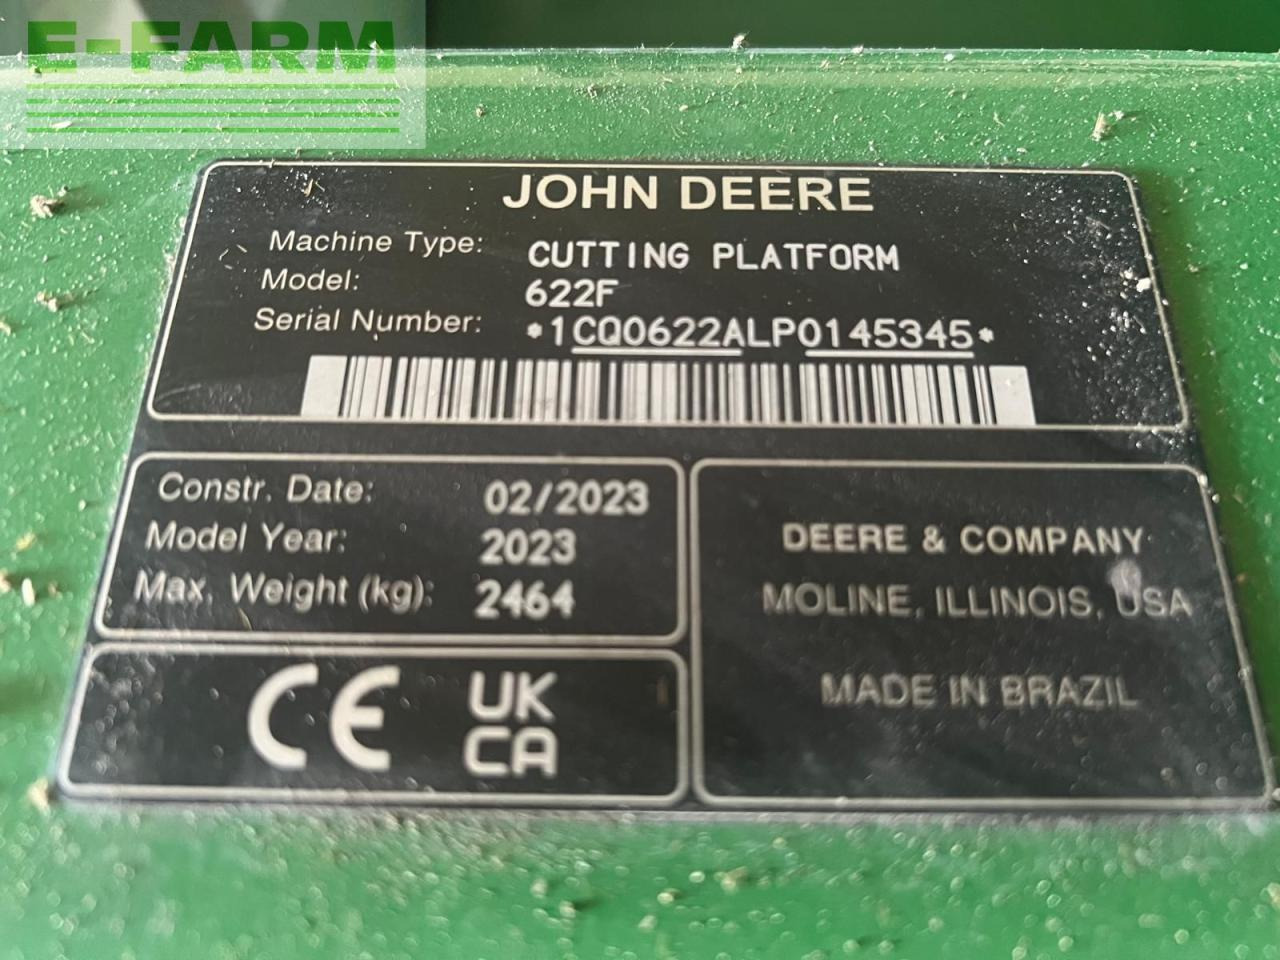 E-FARM
JOHN DEERE
Machine Type: CUTTING PLATFORM
Model: 622F
Serial Number: *1CQ0622ALP0145345*
Constr. Date: 02/2023
Model Year: 2023
Max. Weight (kg): 2464
DEERE & COMPANY
MOLINE, ILLINOIS, USA
MADE IN BRAZIL
CE
UK
CA